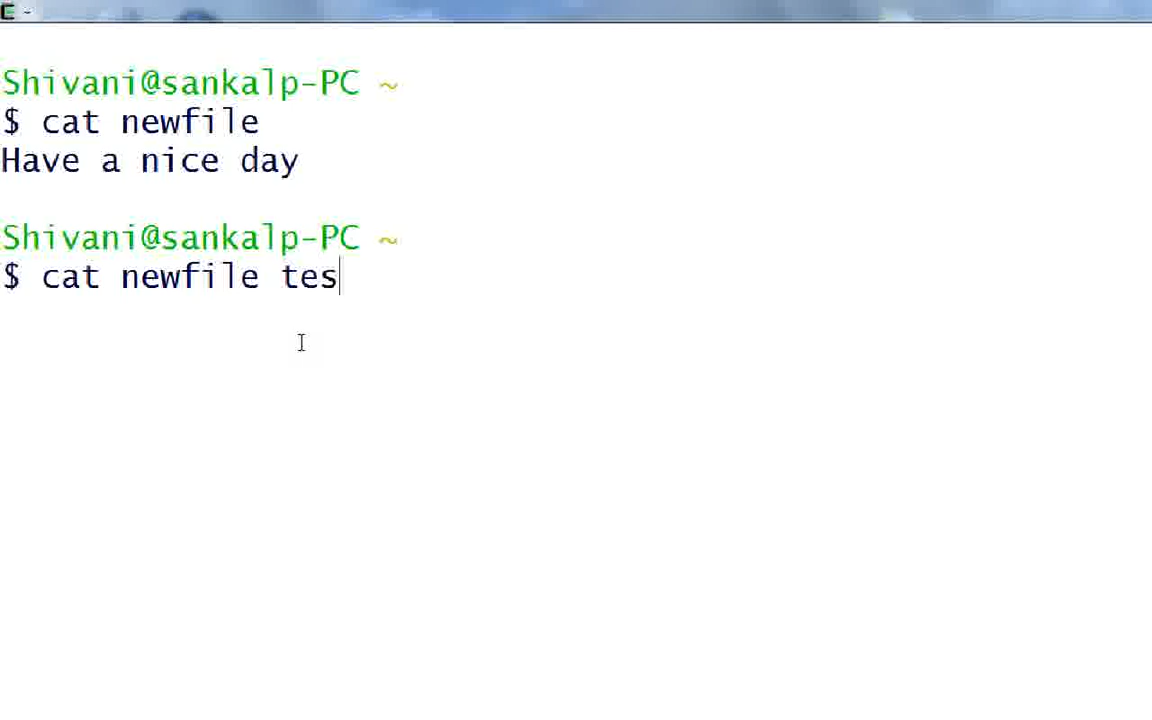 ~
Shivani@sankalp-PC ~
$ cat newfile
Have a nice day
Shivani@sankalp-PC ~
$ cat newfile tes